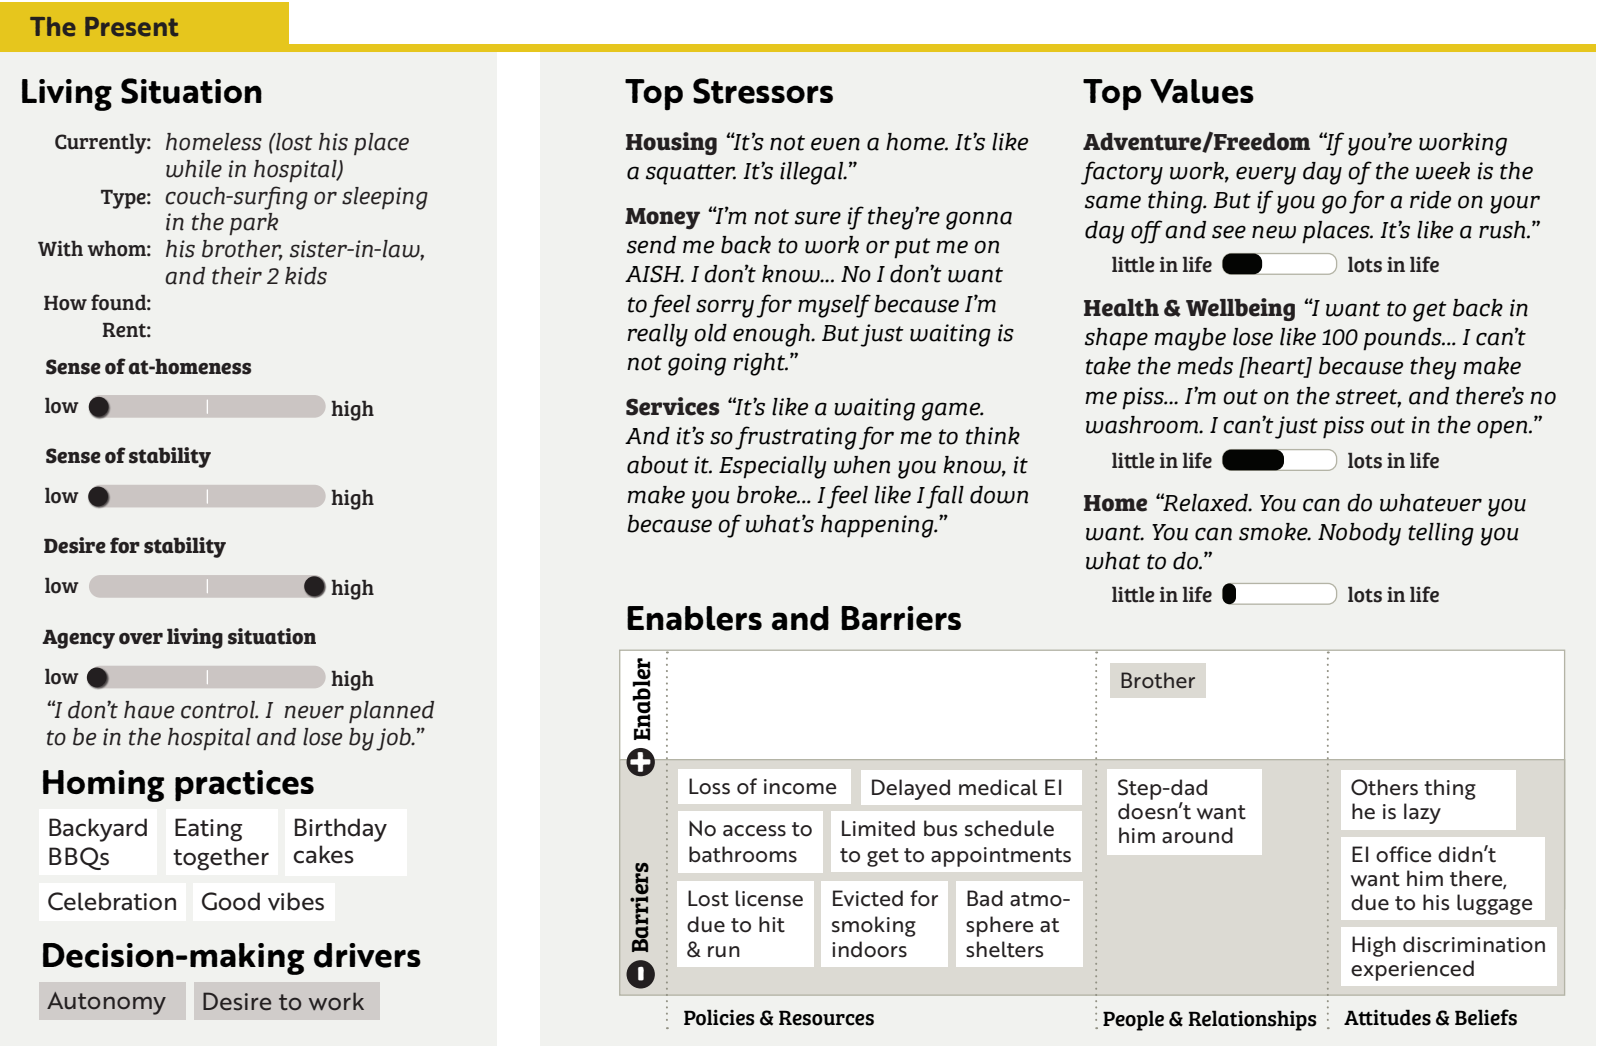 The Present
Living Situation
Currently: homeless (lost his place
while in hospital)
Type: couch-surfing or sleeping
in the park
With whom: his brother, sister-in-law,
and their 2 kids
How found:
Rent:
Sense of at-homeness
low high
Sense of stability
low high
Desire for stability
low high
Agency over living situation
low high
“I don’t have control. I never planned
to be in the hospital and lose by job.”
Homing practices
Backyard
BBQs
Eating
together
Birthday
cakes
Celebration
Good vibes
Decision-making drivers
Autonomy
Desire to work
Top Stressors
Housing “It’s not even a home. It’s like
a squatter. It’s illegal.”
Money “I’m not sure if they’re gonna
send me back to work or put me on
AISH. I don’t know... No I don’t want
to feel sorry for myself because I’m
really old enough. But just waiting is
not going right.”
Services “It’s like a waiting game.
And it’s so frustrating for me to think
about it. Especially when you know, it
make you broke... I feel like I fall down
because of what’s happening.”
Top Values
Adventure/Freedom “If you’re working
factory work, every day of the week is the
same thing. But if you go for a ride on your
day off and see new places. It’s like a rush.”
little in life lots in life
Health & Wellbeing “I want to get back in
shape maybe lose like 100 pounds... I can’t
take the meds [heart] because they make
me piss... I’m out on the street, and there’s no
washroom. I can’t just piss out in the open.”
little in life lots in life
Home “Relaxed. You can do whatever you
want. You can smoke. Nobody telling you
what to do.”
little in life lots in life
Enablers and Barriers
Enabler
Brother
Barriers
Loss of income
Delayed medical EI
No access to
bathrooms
Limited bus schedule
to get to appointments
Lost license
due to hit
& run
Evicted for
smoking
indoors
Bad atmo-
sphere at
shelters
Step-dad
doesn’t want
him around
Others thing
he is lazy
EI office didn’t
want him there,
due to his luggage
High discrimination
experienced
Policies & Resources
People & Relationships
Attitudes & Beliefs